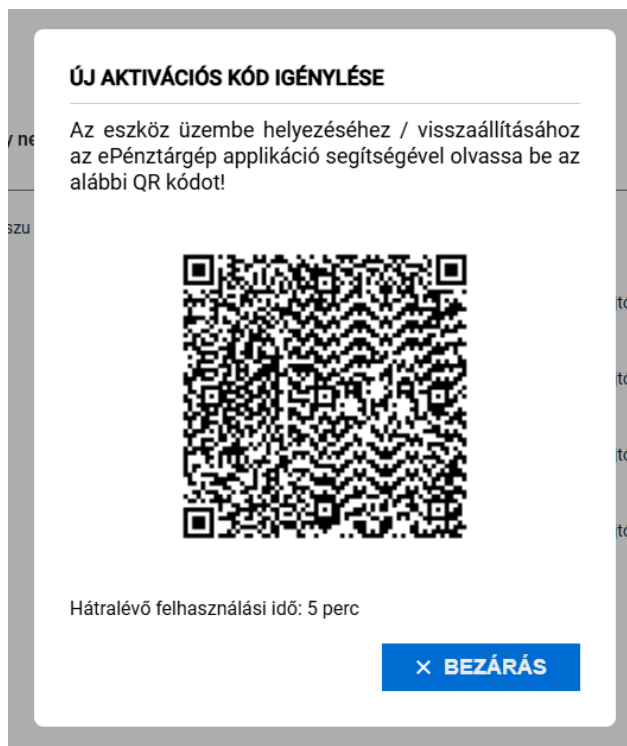 ÚJ AKTIVÁCIÓS KÓD IGÉNYLÉSE
Az eszköz üzembe helyezéséhez / visszaállításához
az ePénztárgép applikáció segítségével olvassa be az
alábbi QR kódot!
Hátralévő felhasználási idő: 5 perc
× BEZÁRÁS